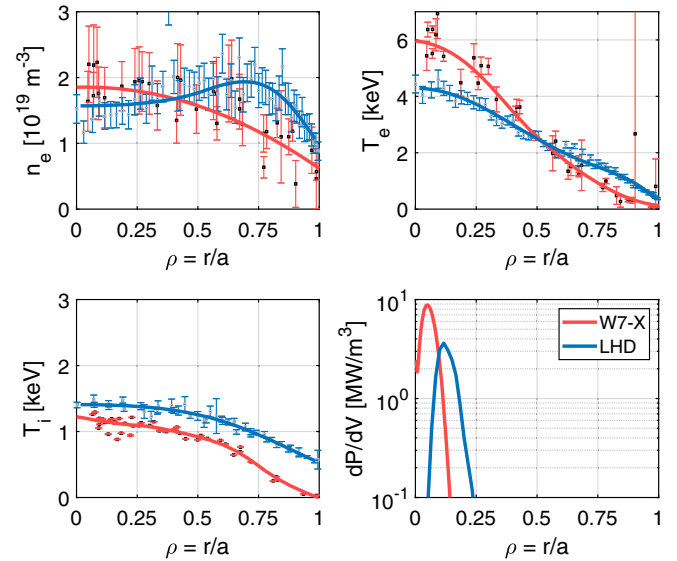 3
2
1
0
n_e [10^19 m^-3]
0 0.25 0.5 0.75 1
ρ = r/a
6
4
2
0
T_e [keV]
0 0.25 0.5 0.75 1
ρ = r/a
3
2
1
0
T_i [keV]
0 0.25 0.5 0.75 1
ρ = r/a
10^1
10^0
10^-1
dP/dV [MW/m^3]
W7-X
LHD
0 0.25 0.5 0.75 1
ρ = r/a